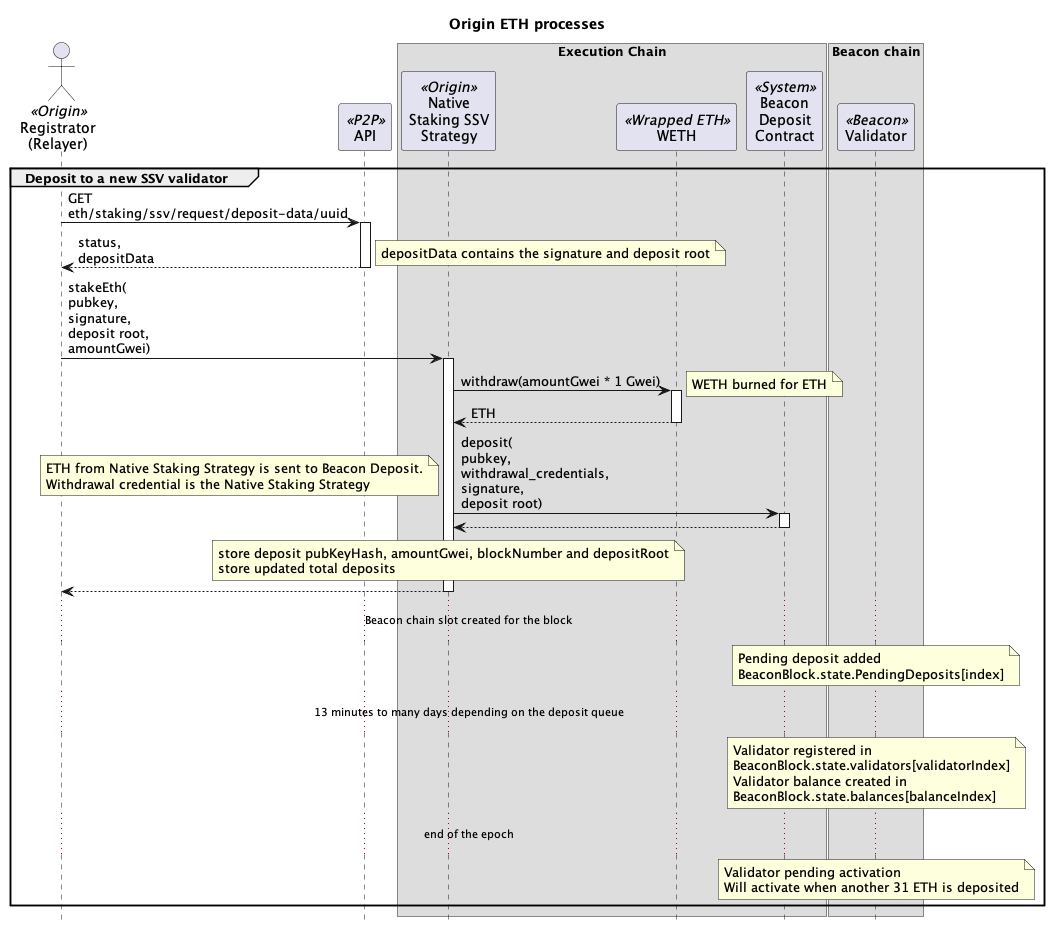 Origin ETH processes
Execution Chain
Beacon chain
«Origin»
Registrator
(Relayer)
«P2P»
API
«Origin»
Native
Staking SSV
Strategy
«Wrapped ETH»
WETH
«System»
Beacon
Deposit
Contract
«Beacon»
Validator
Deposit to a new SSV validator
GET
eth/staking/ssv/request/deposit-data/uuid
status,
depositData
depositData contains the signature and deposit root
stakeEth(
pubkey,
signature,
deposit root,
amountGwei)
withdraw(amountGwei * 1 Gwei)
WETH burned for ETH
ETH
deposit(
pubkey,
withdrawal_credentials,
signature,
deposit root)
ETH from Native Staking Strategy is sent to Beacon Deposit.
Withdrawal credential is the Native Staking Strategy
store deposit pubKeyHash, amountGwei, blockNumber and depositRoot
store updated total deposits
Beacon chain slot created for the block
Pending deposit added
BeaconBlock.state.PendingDeposits[index]
13 minutes to many days depending on the deposit queue
Validator registered in
BeaconBlock.state.validators[validatorIndex]
Validator balance created in
BeaconBlock.state.balances[balanceIndex]
end of the epoch
Validator pending activation
Will activate when another 31 ETH is deposited